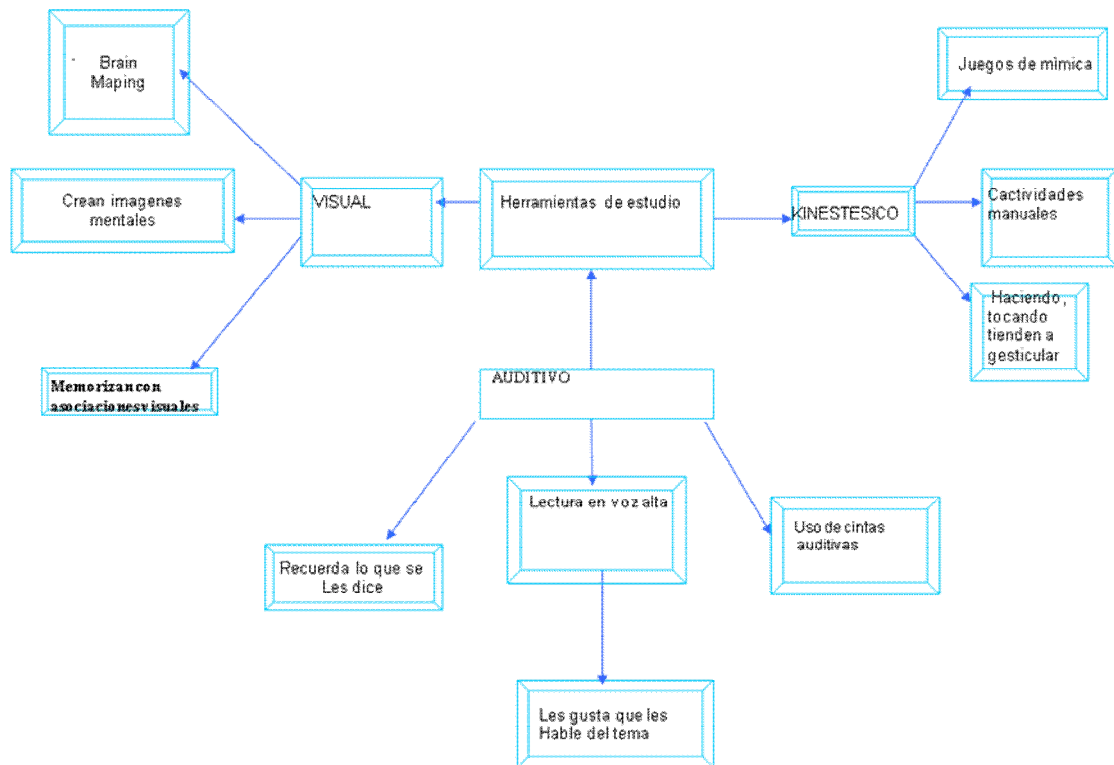 Brain
Maping
Juegos de mìmica
Crean imagenes
mentales
VISUAL
Herramientas de estudio
KINESTESICO
Cactividades
manuales
Haciendo,
tocando
tienden a
gesticular
Memorizan con
asociaciones visuales
AUDITIVO
Lectura en voz alta
Uso de cintas
auditivas
Recuerda lo que se
Les dice
Les gusta que les
Hable del tema